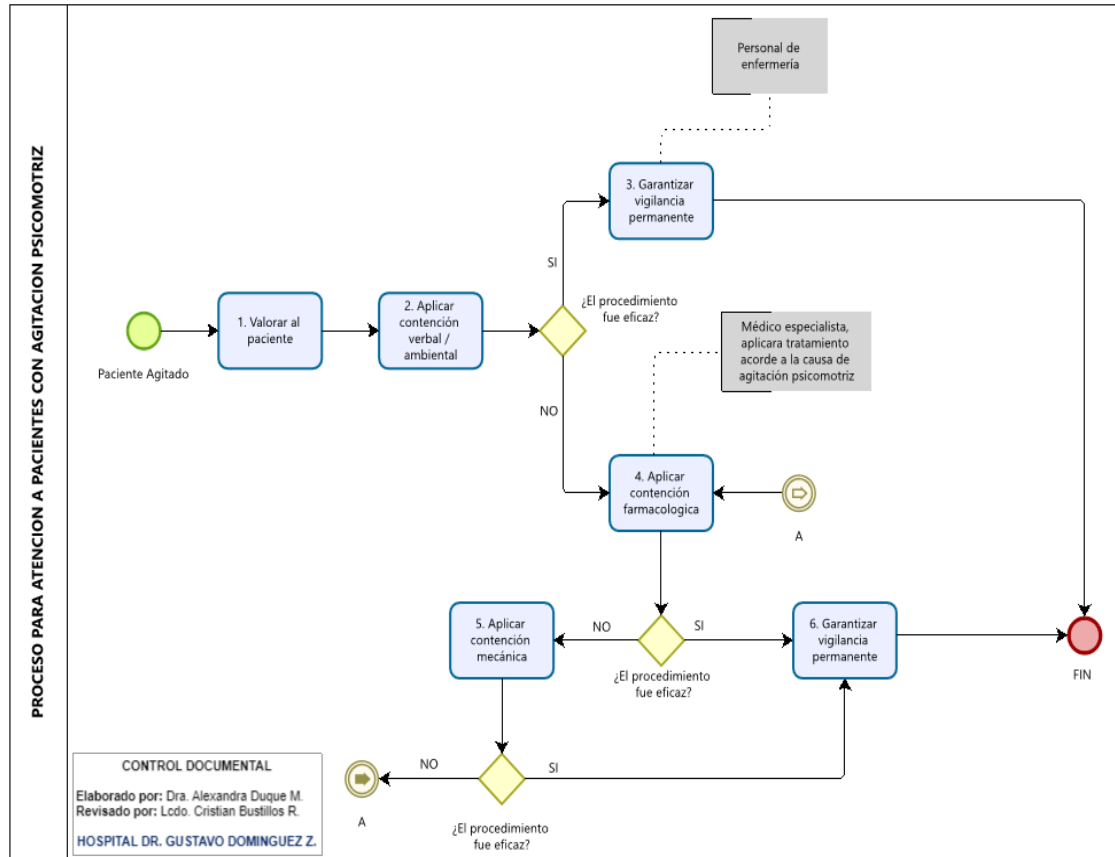 PROCESO PARA ATENCION A PACIENTES CON AGITACION PSICOMOTRIZ
Personal de
enfermería
3. Garantizar
vigilancia
permanente
SI
¿El procedimiento
fue eficaz?
1. Valorar al
paciente
2. Aplicar
contención
verbal /
ambiental
Paciente Agitado
Médico especialista,
aplicara tratamiento
acorde a la causa de
agitación psicomotriz
NO
4. Aplicar
contención
farmacologica
A
5. Aplicar
contención
mecánica
NO
SI
¿El procedimiento
fue eficaz?
6. Garantizar
vigilancia
permanente
FIN
NO
SI
A
¿El procedimiento
fue eficaz?
CONTROL DOCUMENTAL
Elaborado por: Dra. Alexandra Duque M.
Revisado por: Lcdo. Cristian Bustillos R.
HOSPITAL DR. GUSTAVO DOMINGUEZ Z.